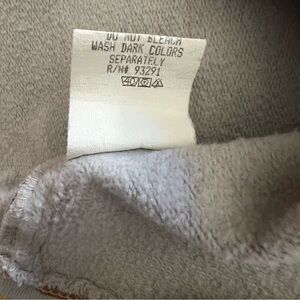 DO NOT BLEACH
WASH DARK COLORS
SEPARATELY
R/N# 93291